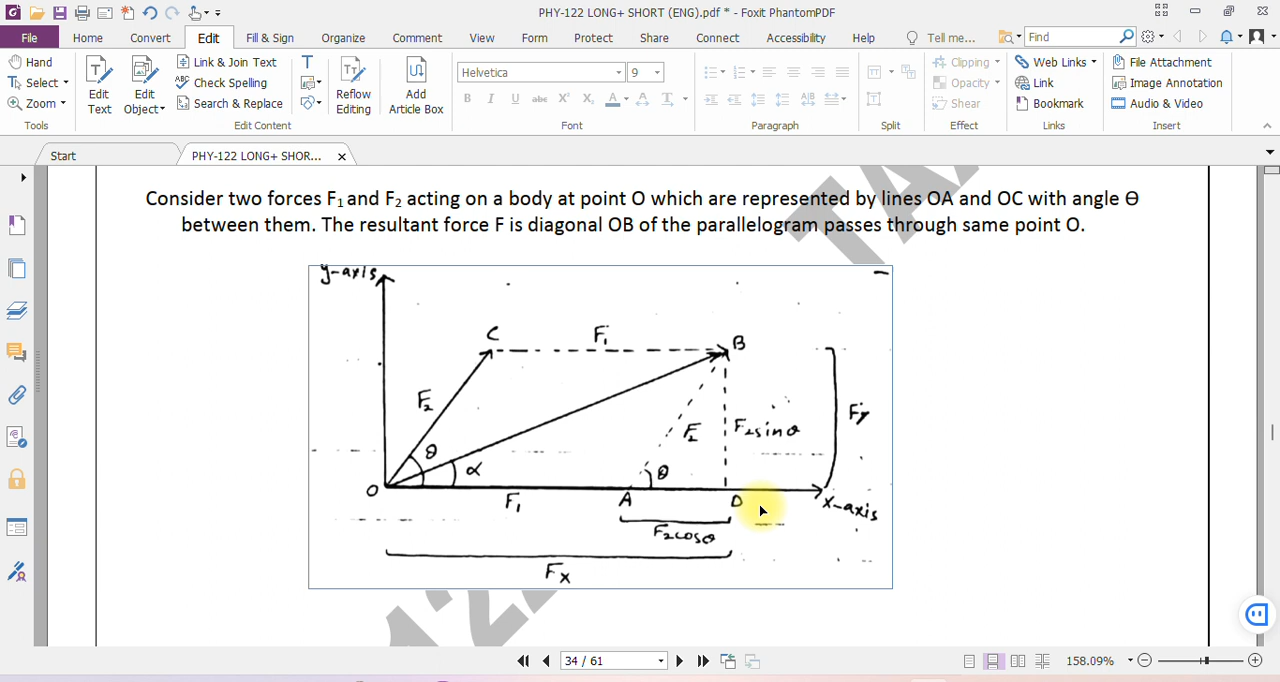 PHY-122 LONG+ SHORT (ENG).pdf * - Foxit PhantomPDF
File Home Convert Edit Fill & Sign Organize Comment View Form Protect Share Connect Accessibility Help Tell me... Find
Hand
Select
Zoom
Tools
Edit Text
Edit Object
Link & Join Text
Check Spelling
Search & Replace
Edit Content
T
Reflow Editing
Add Article Box
Helvetica 9
B I U abc X² X₂ A A T
Font
Paragraph
Split
Clipping
Opacity
Shear
Effect
Web Links
Link
Bookmark
Links
File Attachment
Image Annotation
Audio & Video
Insert
Start PHY-122 LONG+ SHOR...
Consider two forces F₁ and F₂ acting on a body at point O which are represented by lines OA and OC with angle Ө
between them. The resultant force F is diagonal OB of the parallelogram passes through same point O.
y-axis
C F₁ B
F₂ F₂ F₂sinθ Fy
θ α θ
O F₁ A D x-axis
F₂cosθ
Fx
34 / 61 158.09%